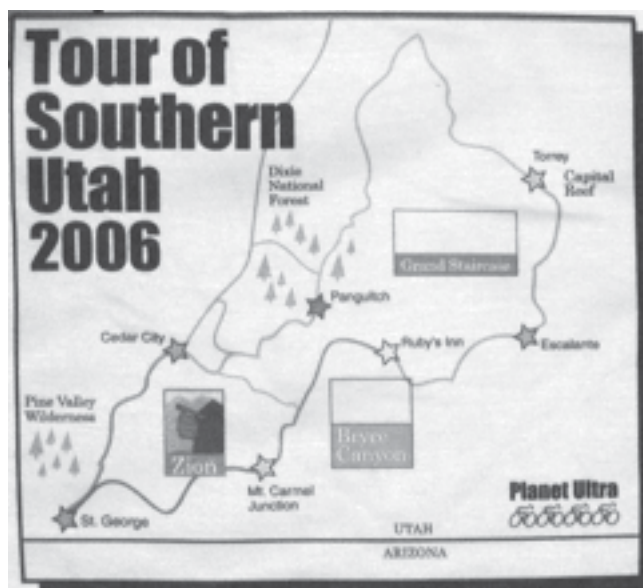 Tour of
Southern
Utah
2006
Dixie
National
Forest
Torrey
Capital
Reef
Grand Staircase
Panguitch
Cedar City
Ruby's Inn
Escalante
Pine Valley
Wilderness
Zion
Bryce
Canyon
Mt. Carmel
Junction
St. George
Planet Ultra
UTAH
ARIZONA